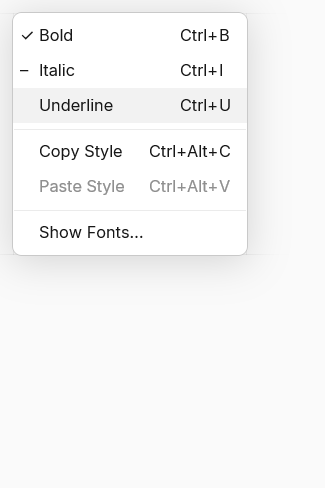 ✓ Bold Ctrl+B
– Italic Ctrl+I
Underline Ctrl+U
Copy Style Ctrl+Alt+C
Paste Style Ctrl+Alt+V
Show Fonts...